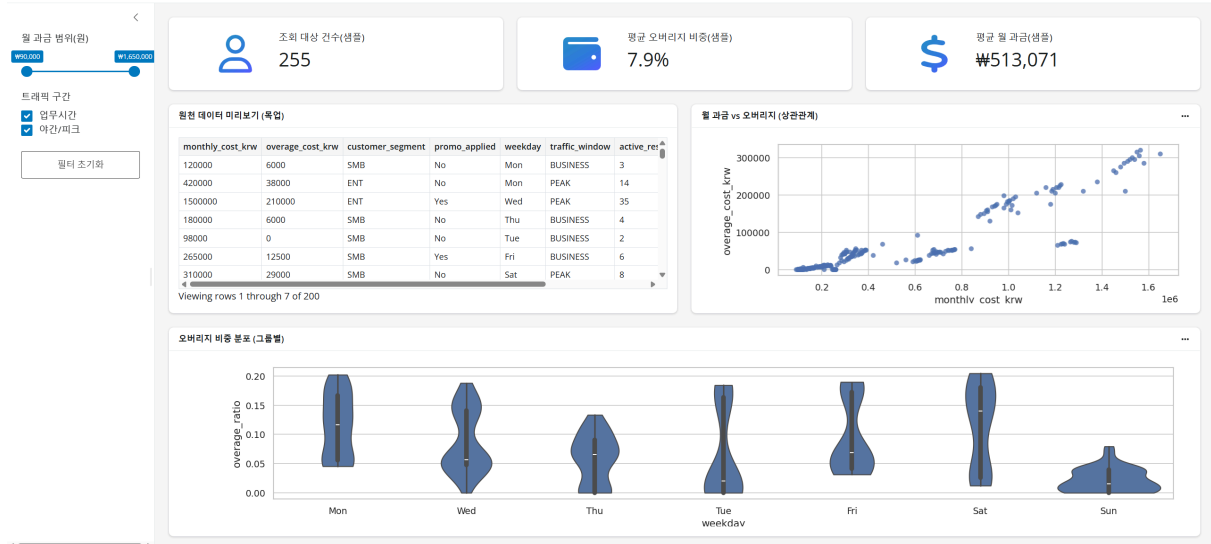 월 과금 범위(원)
₩90,000
₩1,650,000
트래픽 구간
업무시간
야간/피크
필터 초기화
조회 대상 건수(샘플)
255
평균 오버리지 비중(샘플)
7.9%
평균 월 과금(샘플)
₩513,071
원천 데이터 미리보기 (목업)
monthly_cost_krw overage_cost_krw customer_segment promo_applied weekday traffic_window active_res
120000 6000 SMB No Mon BUSINESS 3
420000 38000 ENT No Mon PEAK 14
1500000 210000 ENT Yes Wed PEAK 35
180000 6000 SMB No Thu BUSINESS 4
98000 0 SMB No Tue BUSINESS 2
265000 12500 SMB Yes Fri BUSINESS 6
310000 29000 SMB No Sat PEAK 8
Viewing rows 1 through 7 of 200
월 과금 vs 오버리지 (상관관계)
overage_cost_krw
300000
200000
100000
0
0.2 0.4 0.6 0.8 1.0 1.2 1.4 1.6
1e6
monthly_cost_krw
오버리지 비중 분포 (그룹별)
overage_ratio
0.20
0.15
0.10
0.05
0.00
Mon Wed Thu Tue Fri Sat Sun
weekday